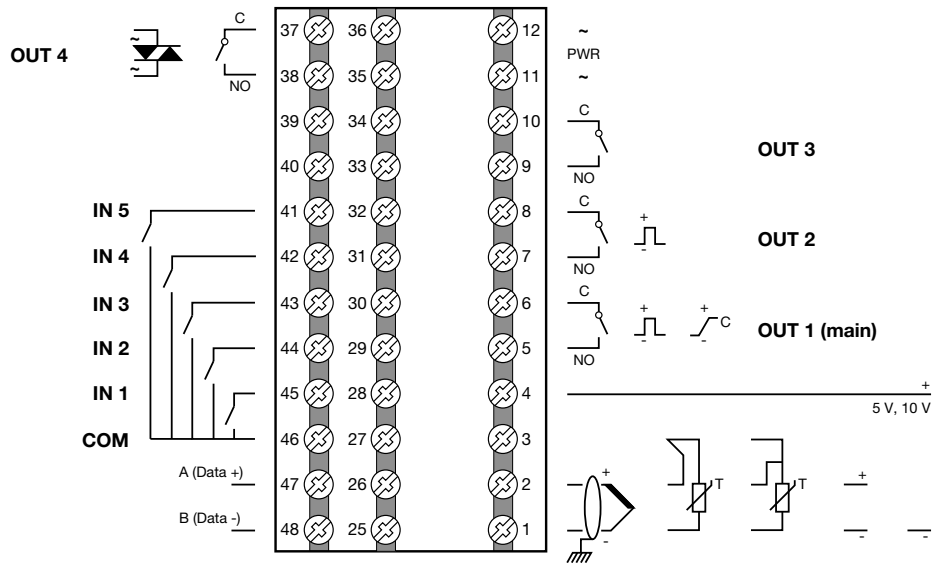 C
37 36 12 ~
OUT 4 ~ PWR
~ NO 38 35 11 ~
39 34 10 C
OUT 3
40 33 9 NO
IN 5 41 32 8 C
+ - OUT 2
IN 4 42 31 7 NO
IN 3 43 30 6 C
+ - + - C OUT 1 (main)
IN 2 44 29 5 NO
IN 1 45 28 4 +
5 V, 10 V
COM 46 27 3
A (Data +) 47 26 2 + T T +
B (Data -) 48 25 1 - - -